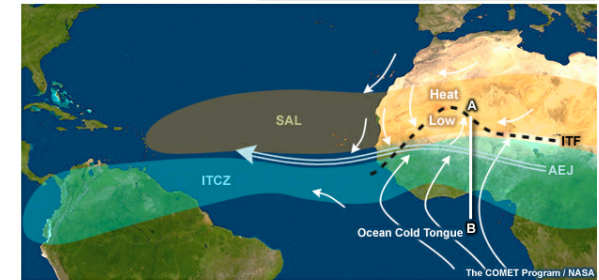 Heat
A
Low
SAL
ITF
AEJ
ITCZ
Ocean Cold Tongue
B
The COMET Program / NASA